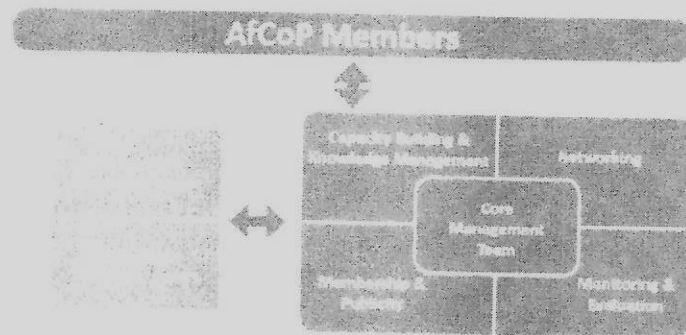 AfCoP Members
Capacity Building &
Knowledge Management
Networking
Core
Management
Team
Membership &
Publicity
Monitoring &
Evaluation